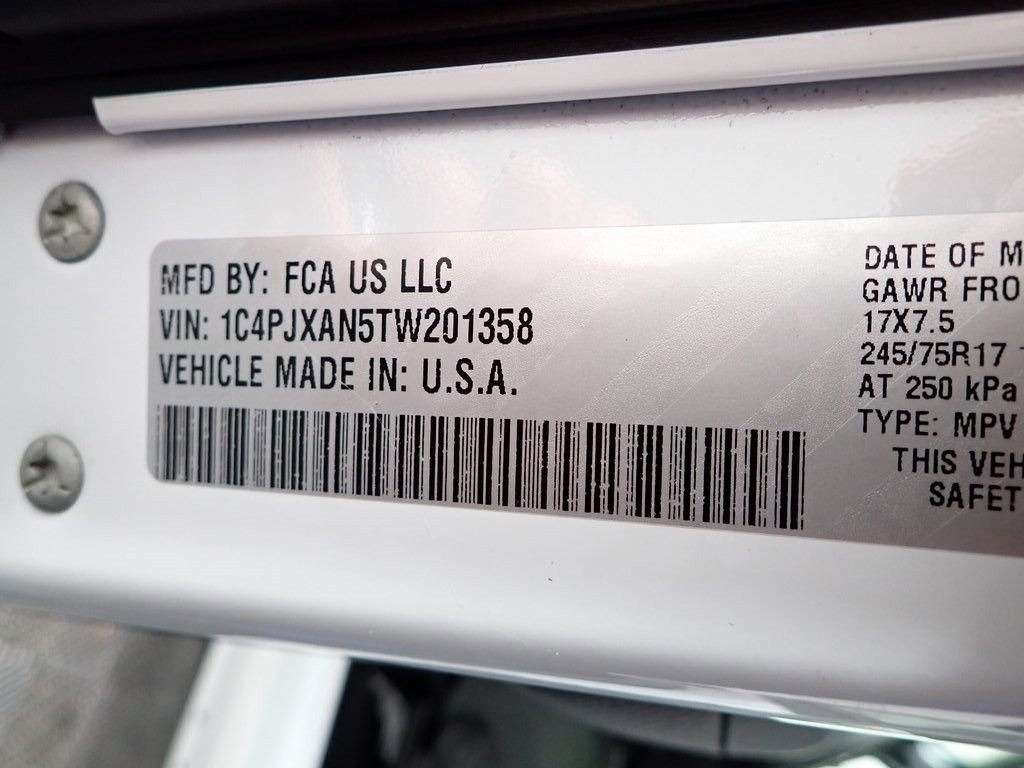 MFD BY: FCA US LLC
VIN: 1C4PJXAN5TW201358
VEHICLE MADE IN: U.S.A.
DATE OF M
GAWR FRO
17X7.5
245/75R17
AT 250 kPa
TYPE: MPV
THIS VEH
SAFET